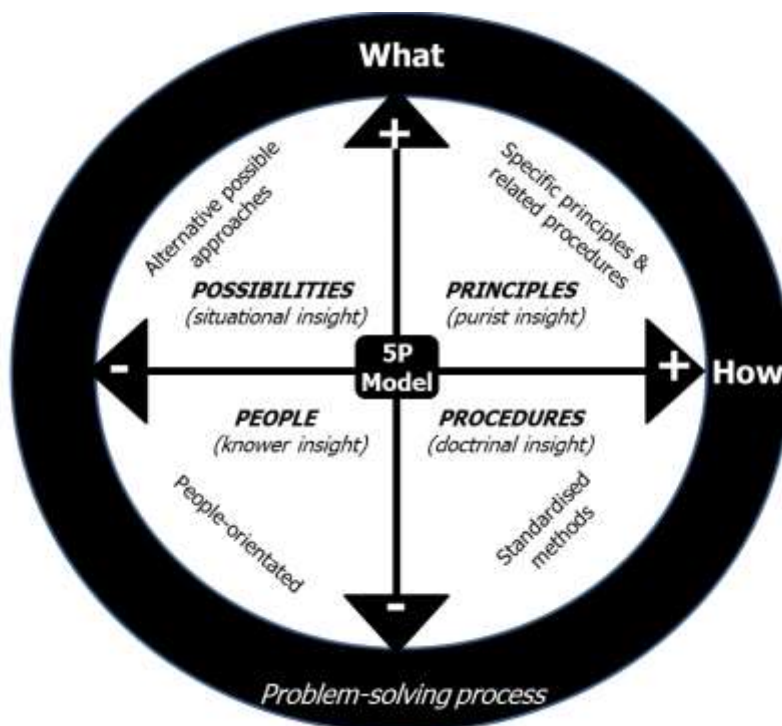 What
+
Alternative possible
approaches
Specific principles &
related procedures
POSSIBILITIES
(situational insight)
PRINCIPLES
(purist insight)
-
5P
Model
+
How
PEOPLE
(knower insight)
PROCEDURES
(doctrinal insight)
People-orientated
Standardised
methods
-
Problem-solving process